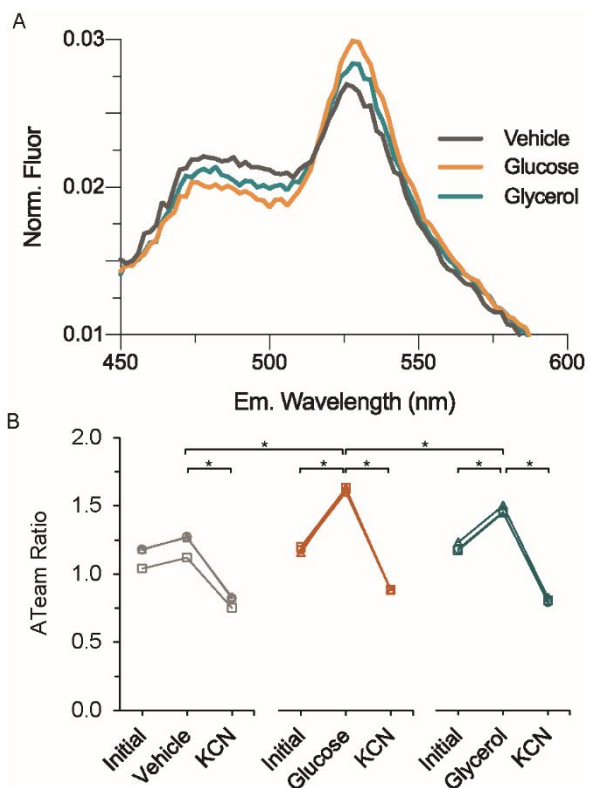 A
0.03
0.02
0.01
Norm. Fluor
Vehicle
Glucose
Glycerol
450
500
550
600
Em. Wavelength (nm)
B
2.0
1.5
1.0
0.5
0.0
ATeam Ratio
*
*
*
*
*
*
*
Initial
Vehicle
KCN
Initial
Glucose
KCN
Initial
Glycerol
KCN